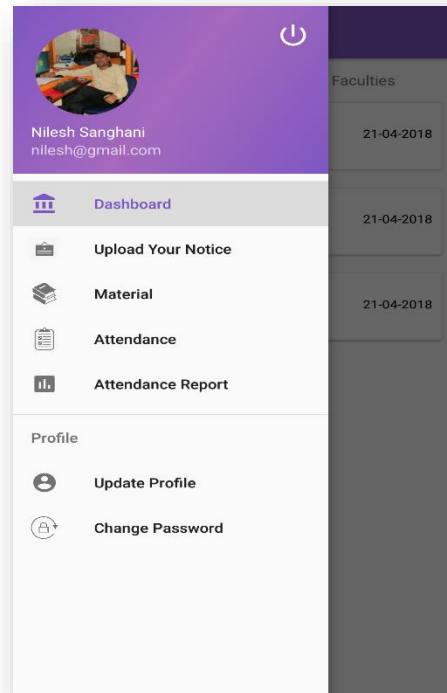 Nilesh Sanghani
nilesh@gmail.com
Faculties
21-04-2018
21-04-2018
21-04-2018
Dashboard
Upload Your Notice
Material
Attendance
Attendance Report
Profile
Update Profile
Change Password